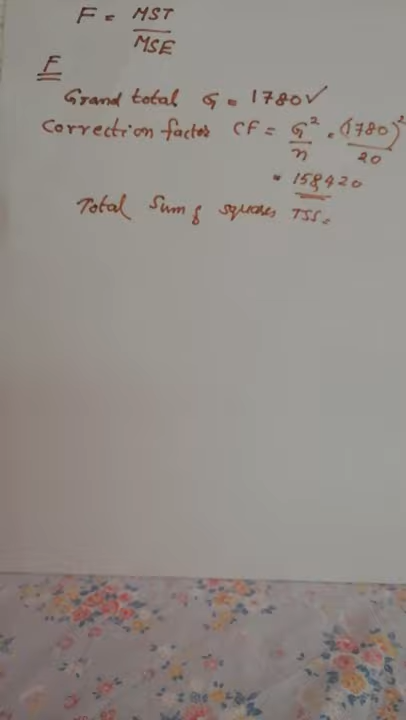 F = MST / MSE
F
Grand total G = 1780 ✓
Correction factor CF = G² / n = (1780)² / 20
= 158420
Total Sum of squares TSS =